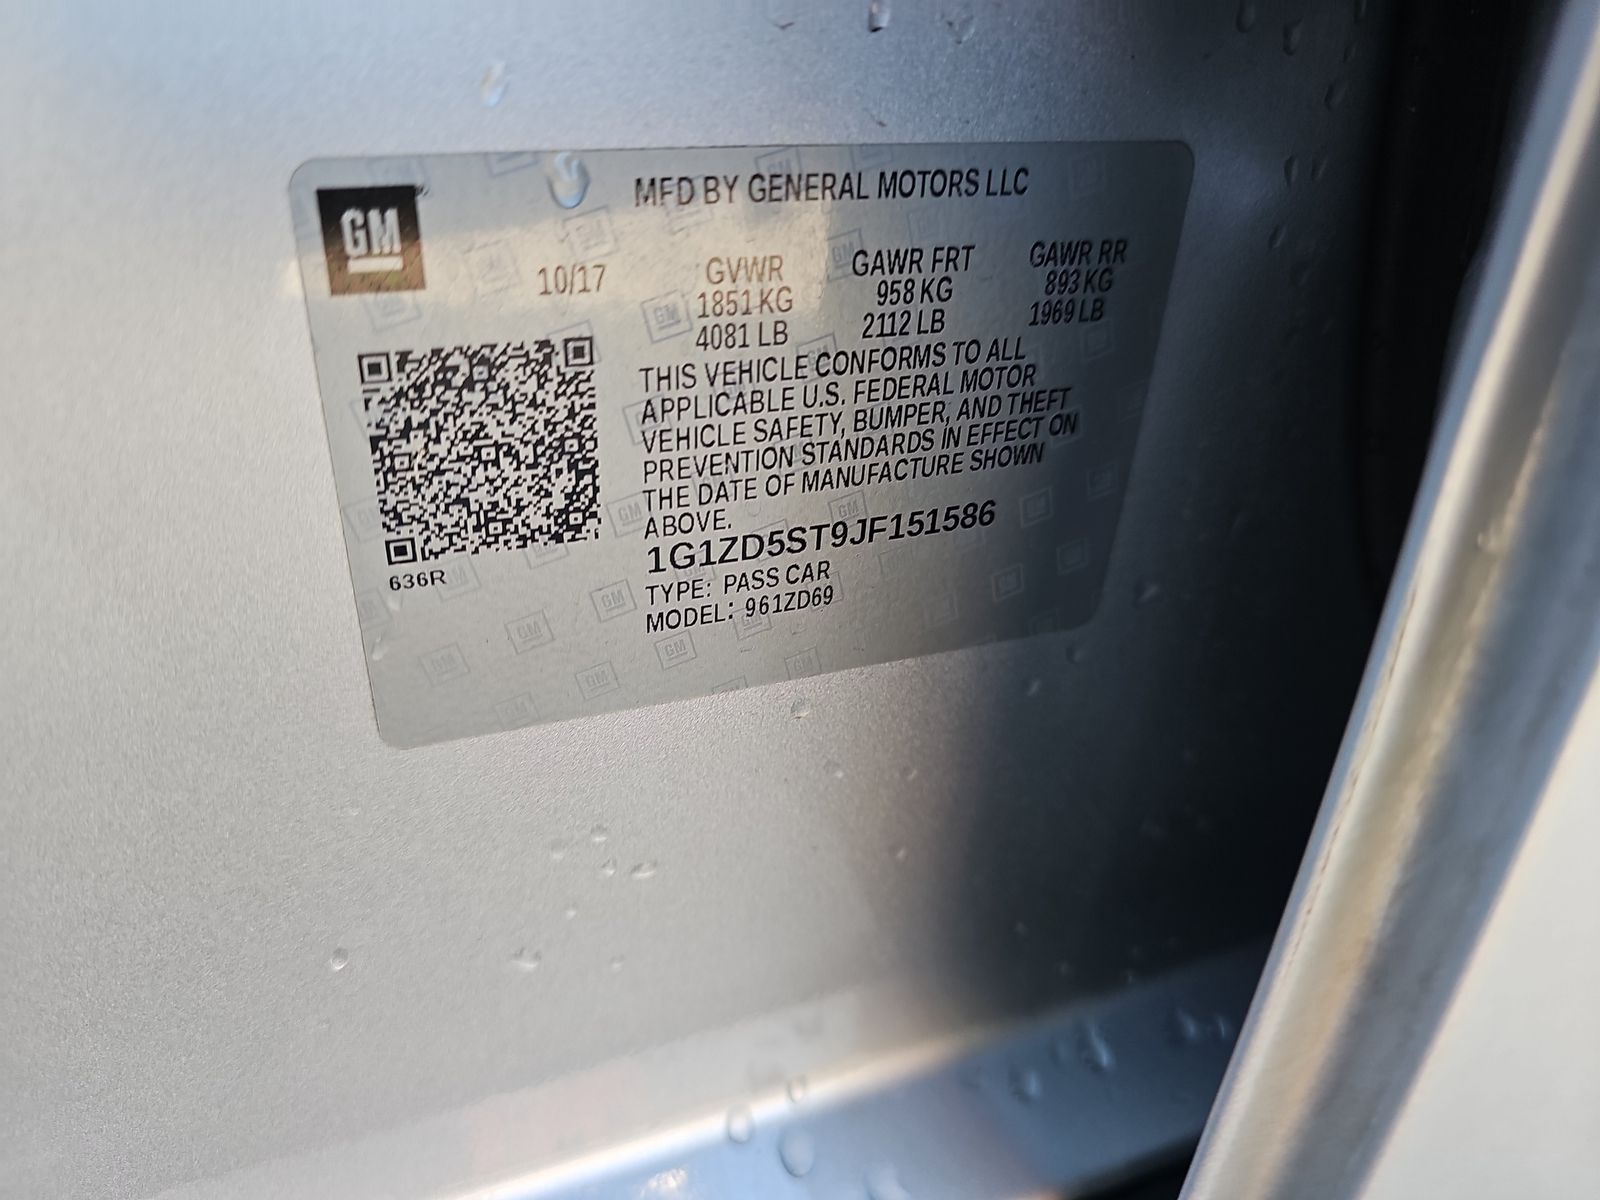 GM
MFD BY GENERAL MOTORS LLC
10/17
GVWR
1851 KG
4081 LB
GAWR FRT
958 KG
2112 LB
GAWR RR
893 KG
1969 LB
THIS VEHICLE CONFORMS TO ALL
APPLICABLE U.S. FEDERAL MOTOR
VEHICLE SAFETY, BUMPER, AND THEFT
PREVENTION STANDARDS IN EFFECT ON
THE DATE OF MANUFACTURE SHOWN
ABOVE.
1G1ZD5ST9JF151586
TYPE: PASS CAR
MODEL: 961ZD69
636R